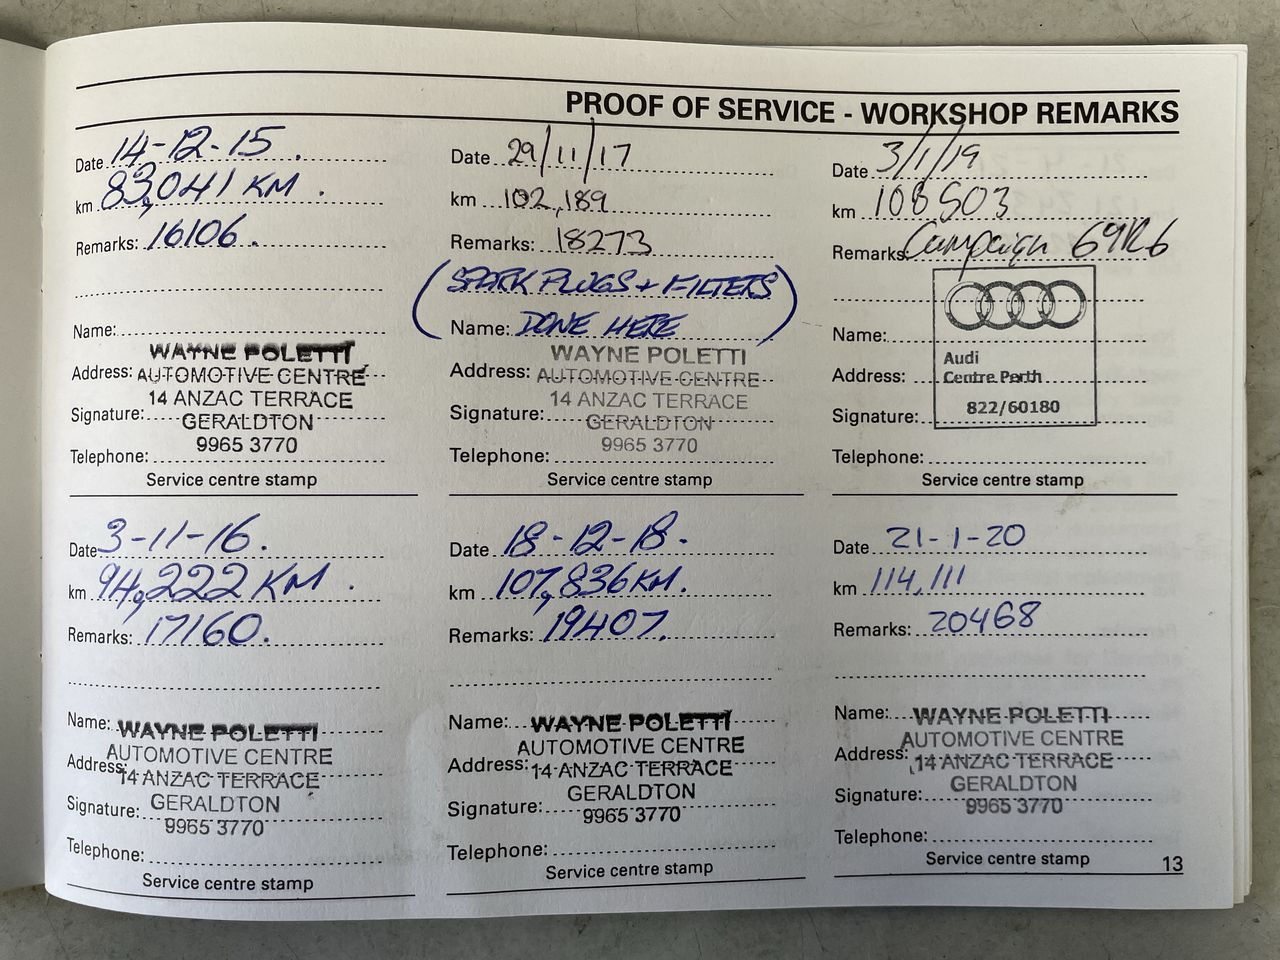 PROOF OF SERVICE - WORKSHOP REMARKS
Date 14-12-15.
km 83,041 KM.
Remarks: 16106.
Name:
WAYNE POLETTI
Address: AUTOMOTIVE CENTRE
14 ANZAC TERRACE
Signature: GERALDTON
9965 3770
Telephone:
Service centre stamp
Date 3-11-16.
km 94,222 KM.
Remarks: 17160.
Name: WAYNE POLETTI
AUTOMOTIVE CENTRE
Address: 14 ANZAC TERRACE
Signature: GERALDTON
9965 3770
Telephone:
Service centre stamp
Date 29/11/17
km 102,189
Remarks: 18273
(SPARK PLUGS + FILTERS
Name: DONE HERE)
WAYNE POLETTI
Address: AUTOMOTIVE CENTRE
14 ANZAC TERRACE
Signature: GERALDTON
9965 3770
Telephone:
Service centre stamp
Date 18-12-18.
km 107,836 KM.
Remarks: 19407.
Name: WAYNE POLETTI
AUTOMOTIVE CENTRE
Address: 14 ANZAC TERRACE
GERALDTON
Signature: 9965 3770
Telephone:
Service centre stamp
Date 3/1/19
km 108503
Remarks: Campaign 69R6
Name:
Audi
Address: Centre Perth
Signature: 822/60180
Telephone:
Service centre stamp
Date 21-1-20
km 114,111
Remarks: 20468
Name: WAYNE POLETTI
AUTOMOTIVE CENTRE
Address: 14 ANZAC TERRACE
GERALDTON
Signature: 9965 3770
Telephone:
Service centre stamp
13